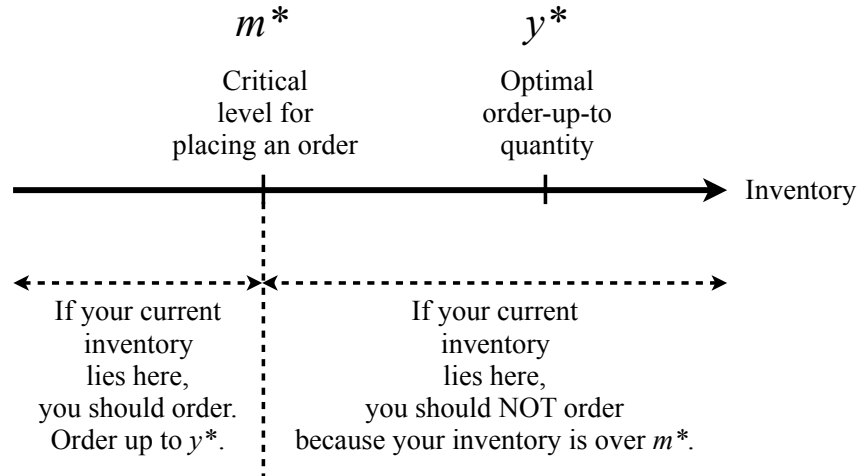 m*
y*
Critical
level for
placing an order
Optimal
order-up-to
quantity
Inventory
If your current
inventory
lies here,
you should order.
Order up to y*.
If your current
inventory
lies here,
you should NOT order
because your inventory is over m*.